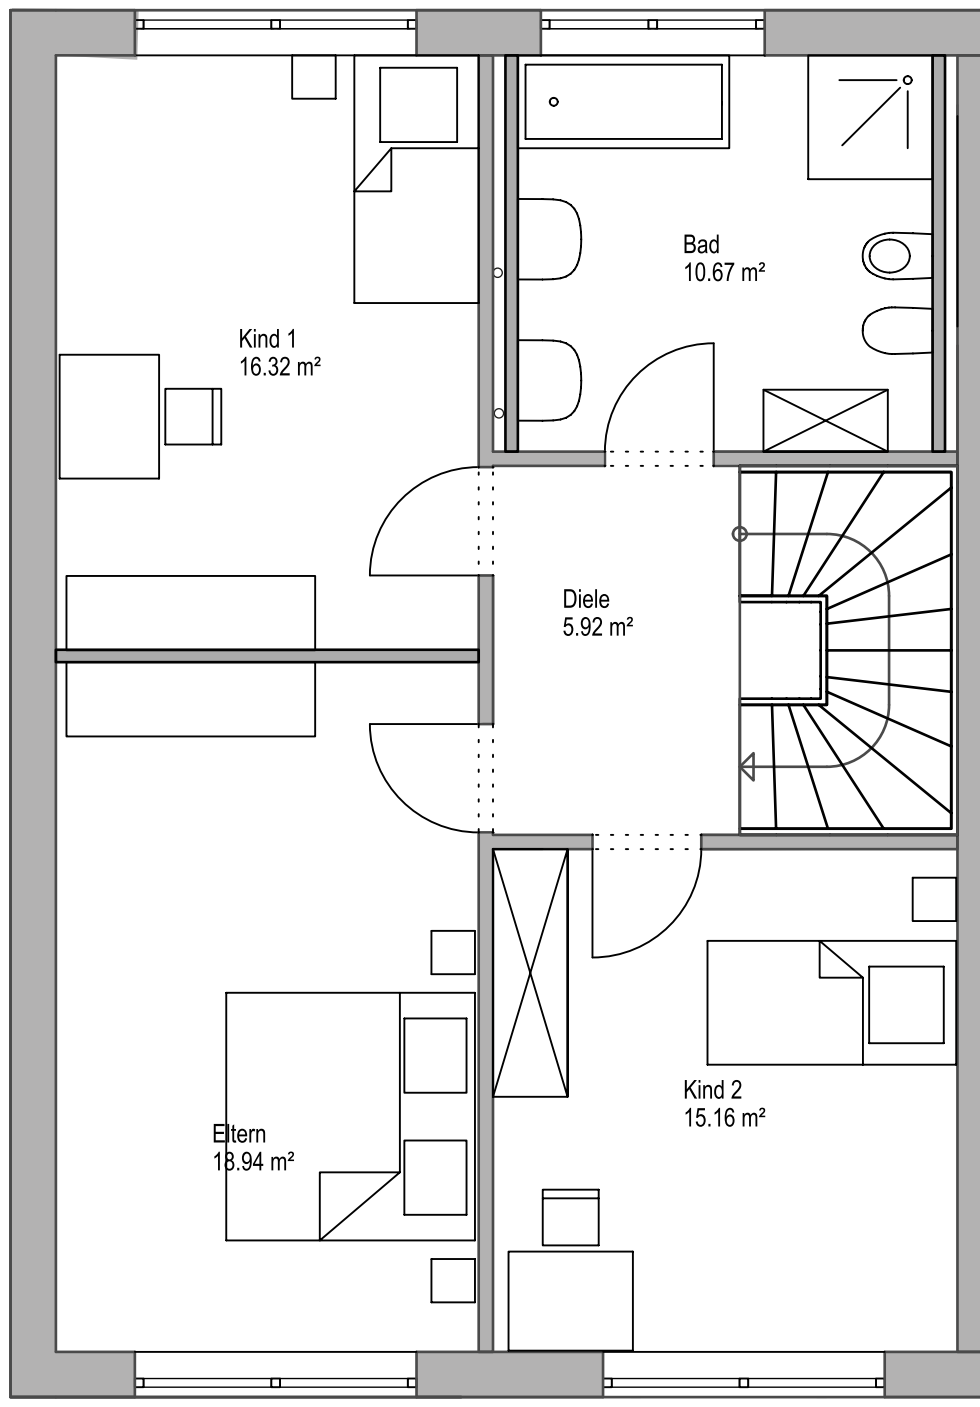 Bad
10.67 m²
Kind 1
16.32 m²
Diele
5.92 m²
Kind 2
15.16 m²
Eltern
18.94 m²